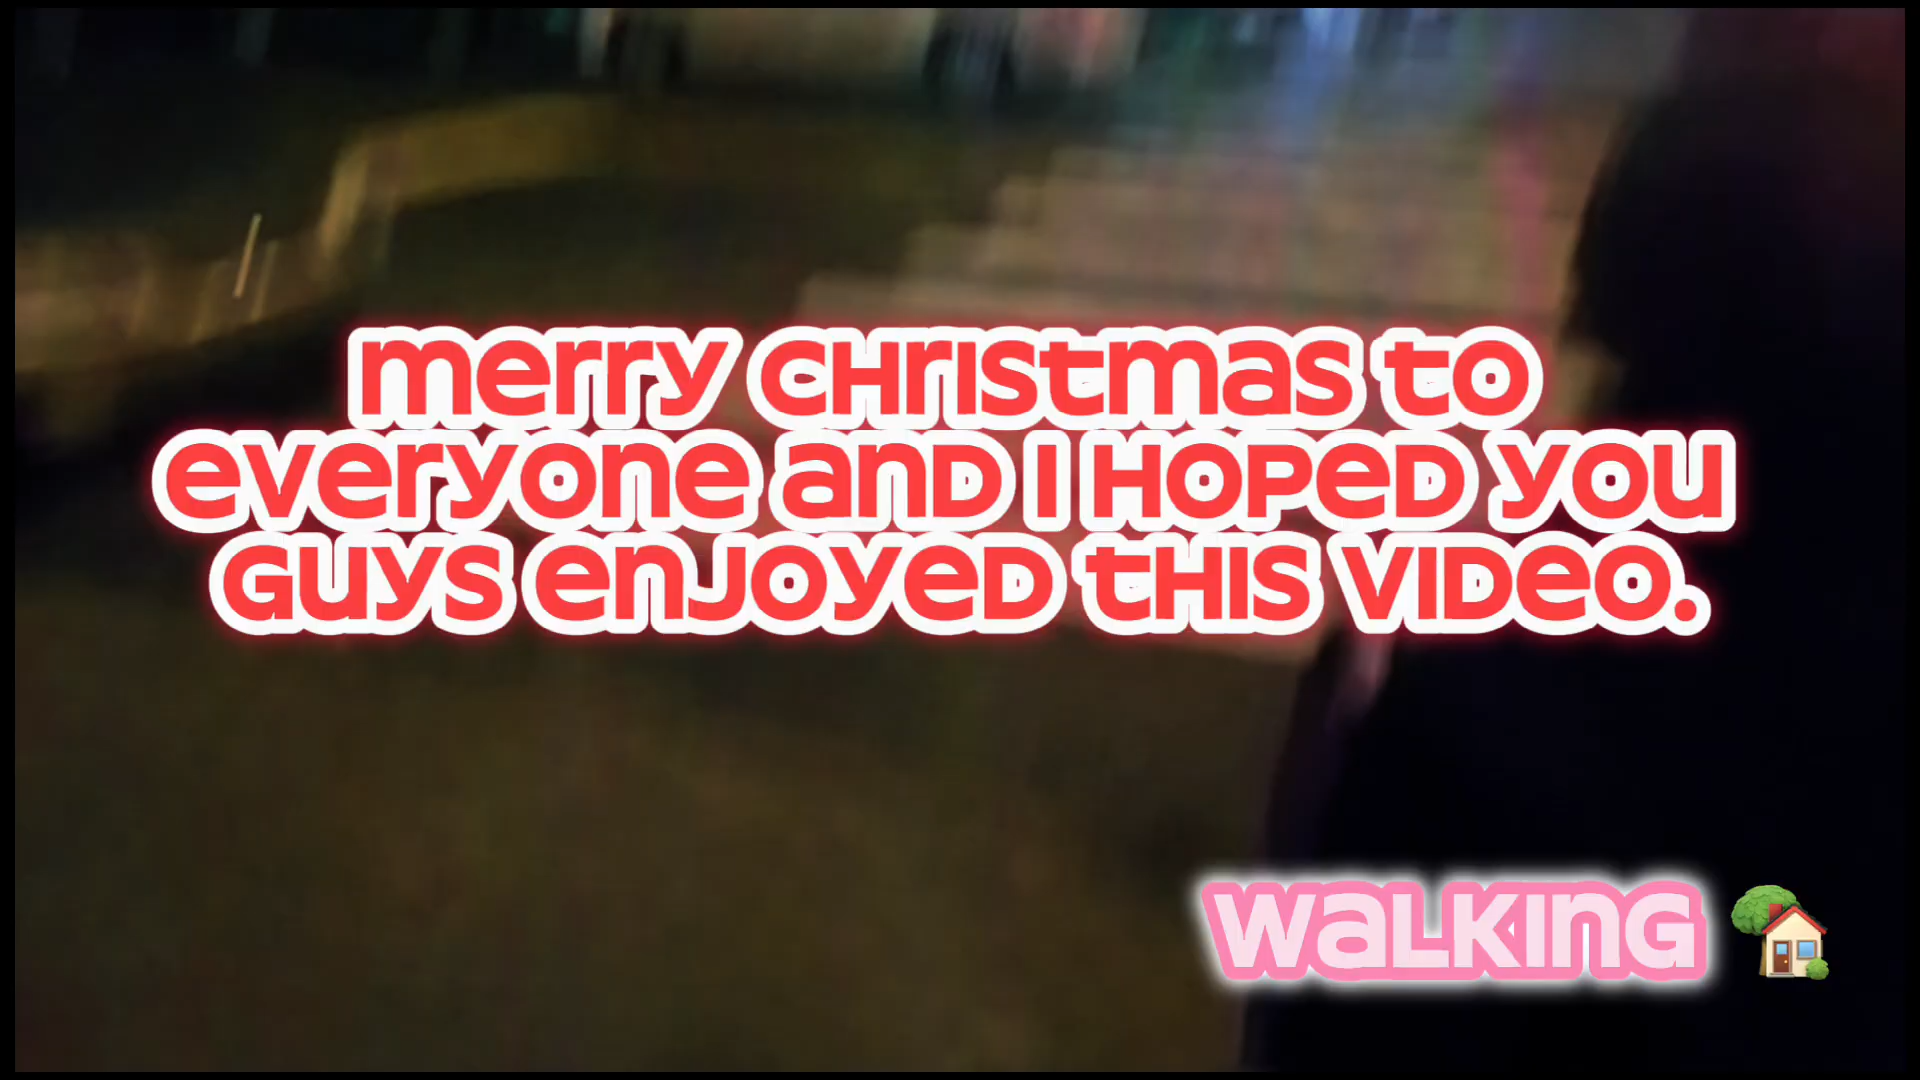 merry christmas to
everyone and I Hoped you
guys enjoyed this video.
walking 🏡